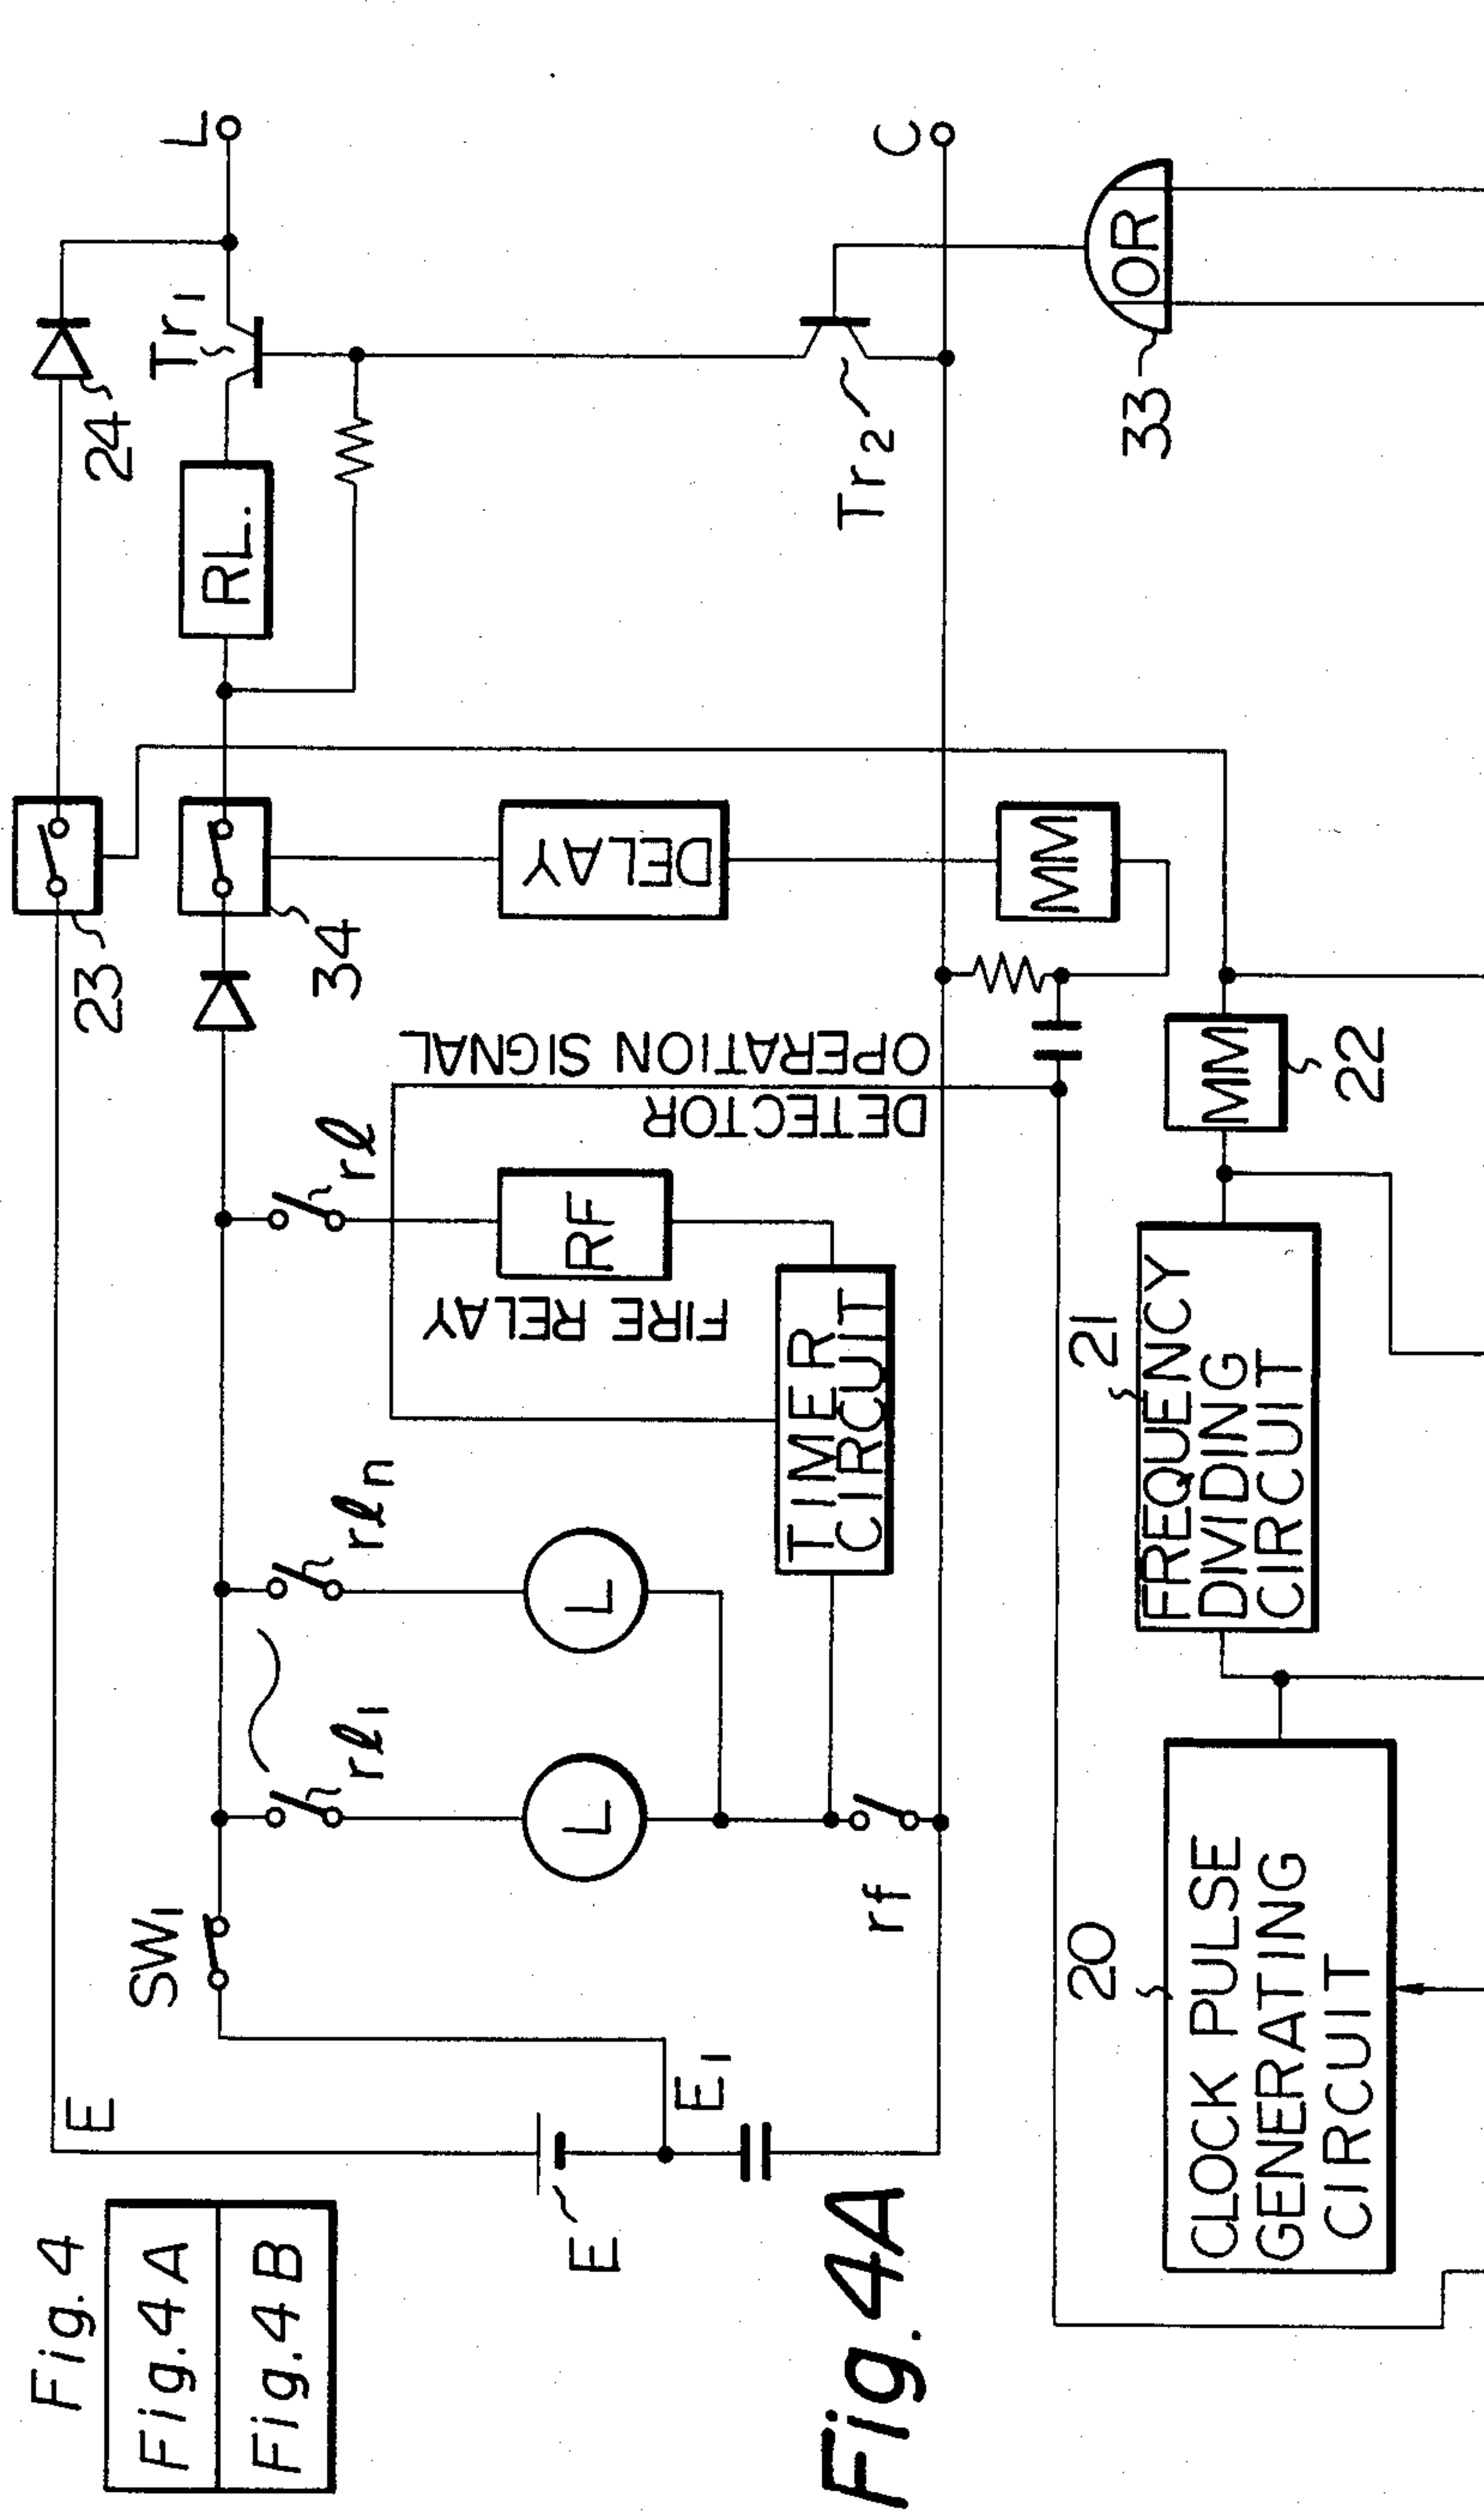 Fig. 4
Fig. 4 A
Fig. 4 B
Fig. 4A
E
E
E1
SW1
rl1
rln
rl
L
L
rf
FIRE RELAY
RF
TIMER
CIRCUIT
DETECTOR
OPERATION SIGNAL
23
34
DELAY
MM
RL.
24
Tr1
L
Tr2
C
OR
33
20
CLOCK PULSE
GENERATING
CIRCUIT
21
FREQUENCY
DIVIDING
CIRCUIT
MM
22